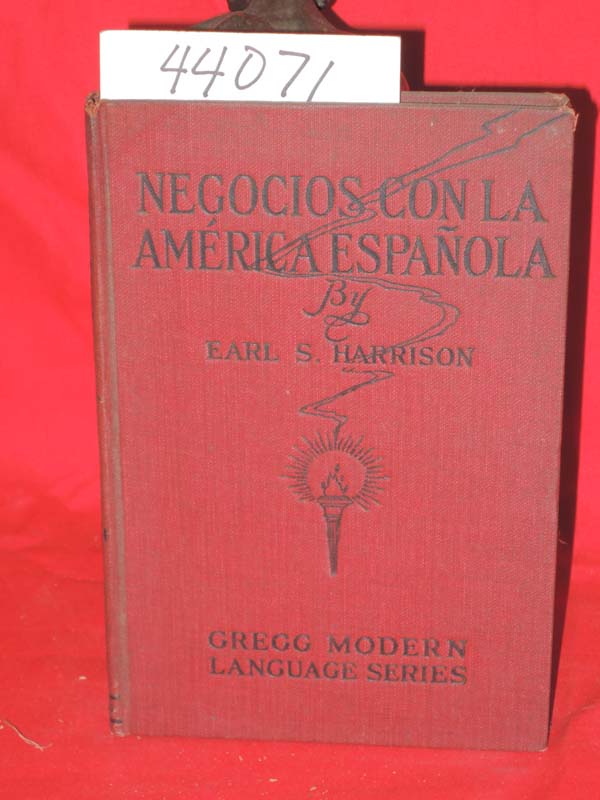 44071
NEGOCIOS CON LA
AMÉRICA ESPAÑOLA
By
EARL S. HARRISON
GREGG MODERN
LANGUAGE SERIES